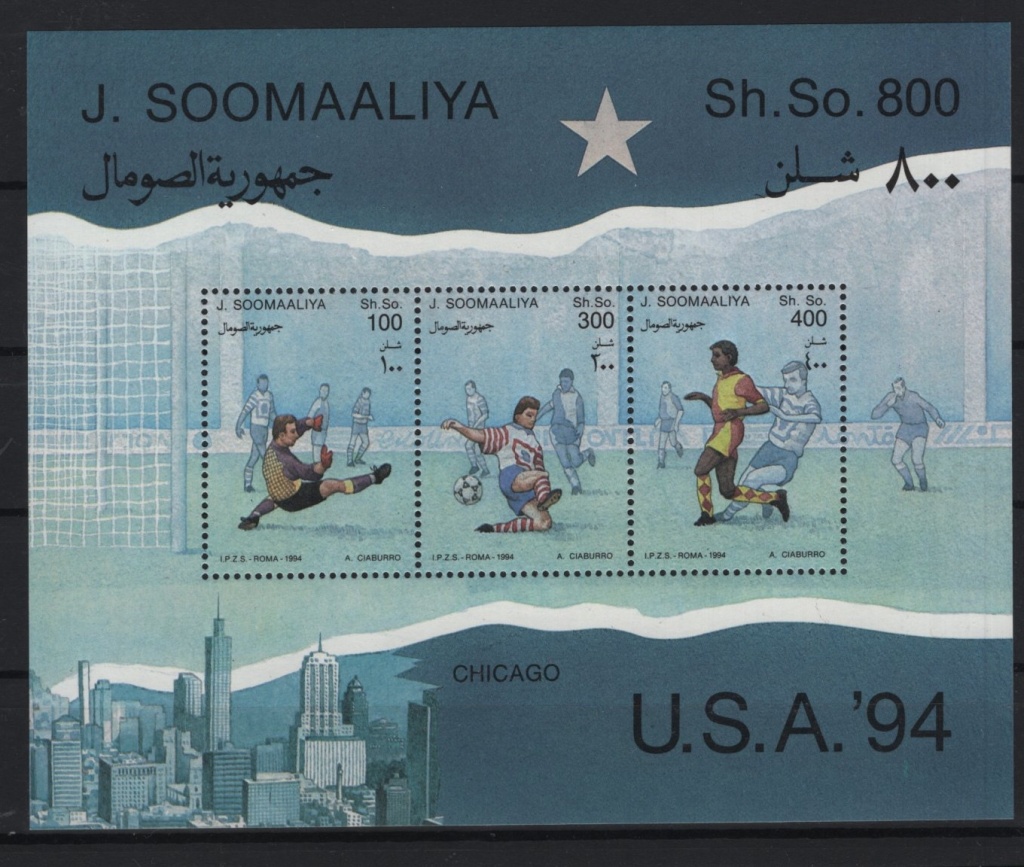 J. SOOMAALIYA
Sh.So. 800
جمهورية الصومال
شلن ٨٠٠
J. SOOMAALIYA
Sh.So.
100
جمهورية الصومال
شلن
١٠٠
I.P.Z.S. - ROMA - 1994
A. CIABURRO
J. SOOMAALIYA
Sh.So.
300
جمهورية الصومال
شلن
٣٠٠
I.P.Z.S. - ROMA - 1994
A. CIABURRO
J. SOOMAALIYA
Sh. So.
400
جمهورية الصومال
شلن
٤٠٠
I.P.Z.S. - ROMA - 1994
A. CIABURRO
CHICAGO
U.S.A. '94